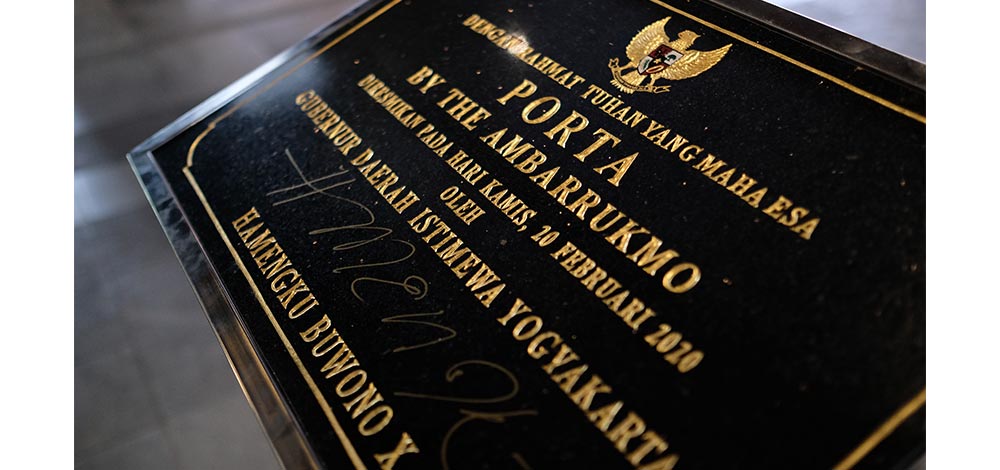 DENGAN RAHMAT TUHAN YANG MAHA ESA
PORTA
BY THE AMBARRUKMO
DIRESMIKAN PADA HARI KAMIS, 20 FEBRUARI 2020
OLEH
GUBERNUR DAERAH ISTIMEWA YOGYAKARTA
HAMENGKU BUWONO X